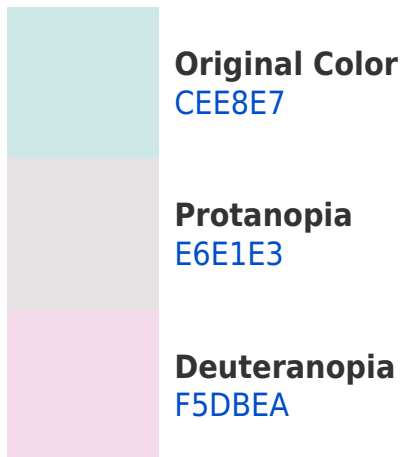 Original Color
CEE8E7
Protanopia
E6E1E3
Deuteranopia
F5DBEA